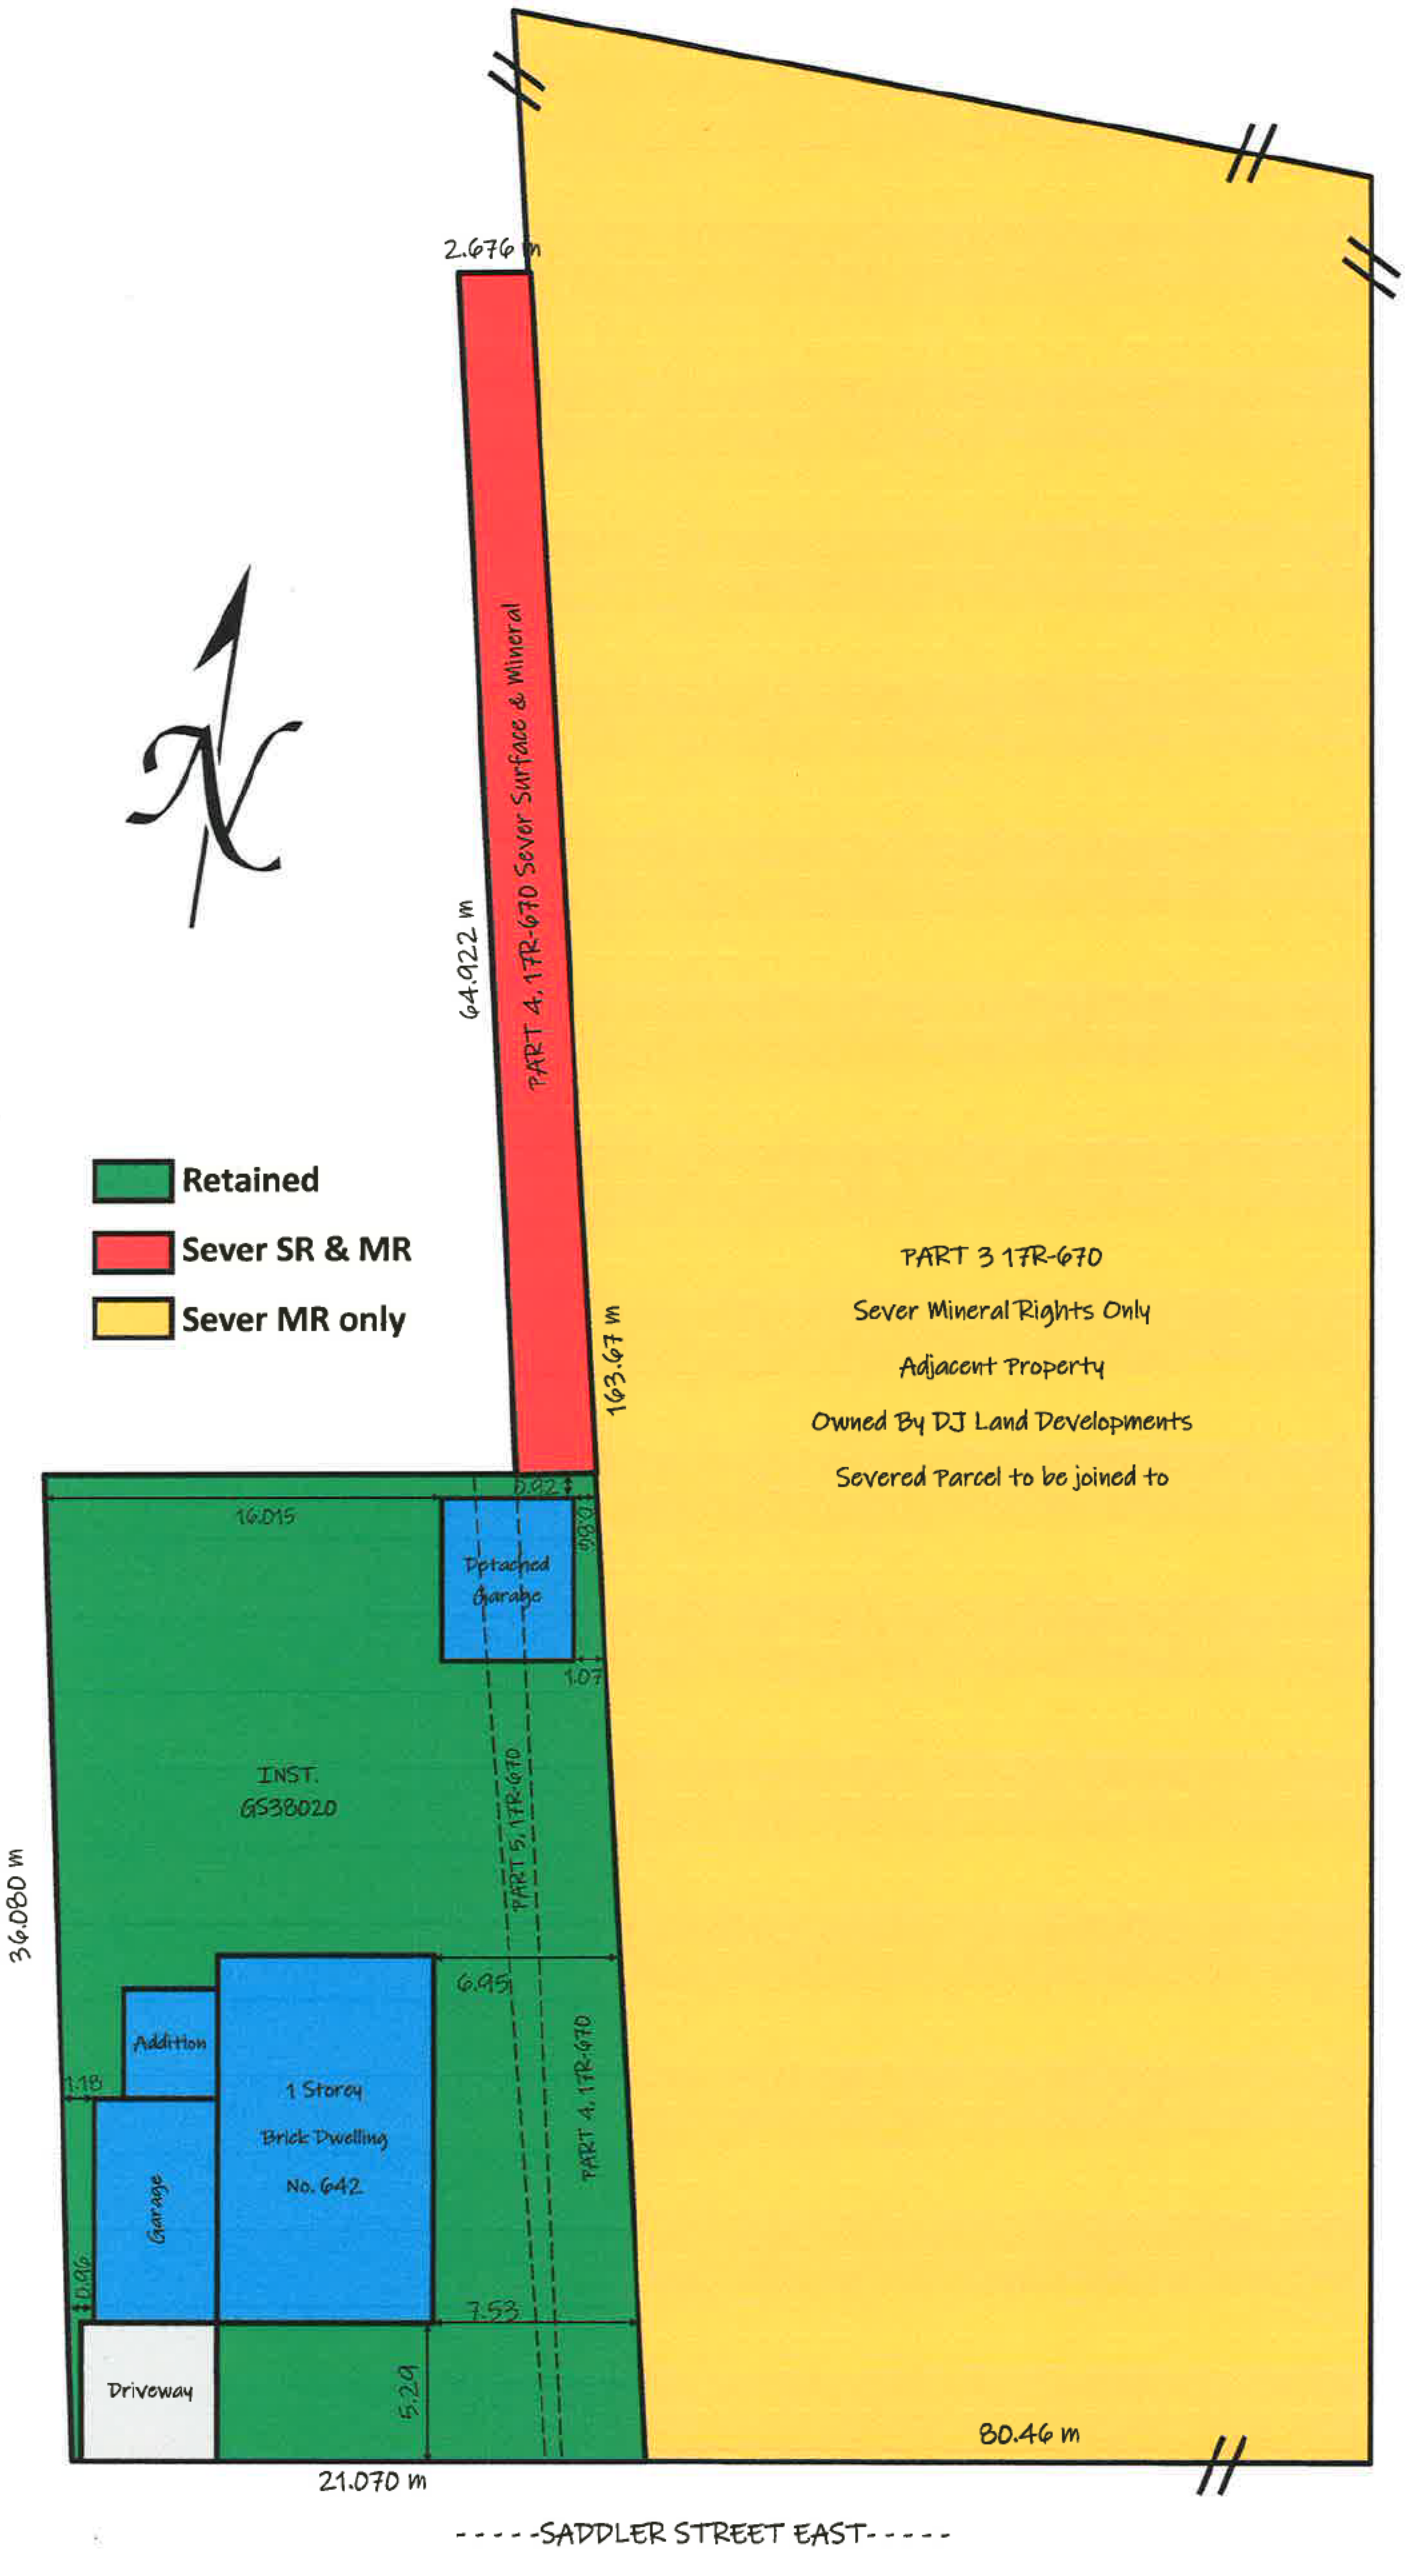 2.676 m
PART 4, 17R-670 Sever Surface & Mineral
N
64.922 m
Retained
Sever SR & MR
Sever MR only
163.67 m
PART 3 17R-670
Sever Mineral Rights Only
Adjacent Property
Owned By DJ Land Developments
Severed Parcel to be joined to
16.015
Detached
Garage
1.07
INST.
GS38020
PART 5, 17R-670
36.080 m
6.95
Addition
1.18
1 Storey
Brick Dwelling
No. 642
PART 4, 17R-670
Garage
0.96
7.53
Driveway
5.29
80.46 m
21.070 m
-----SADDLER STREET EAST-----